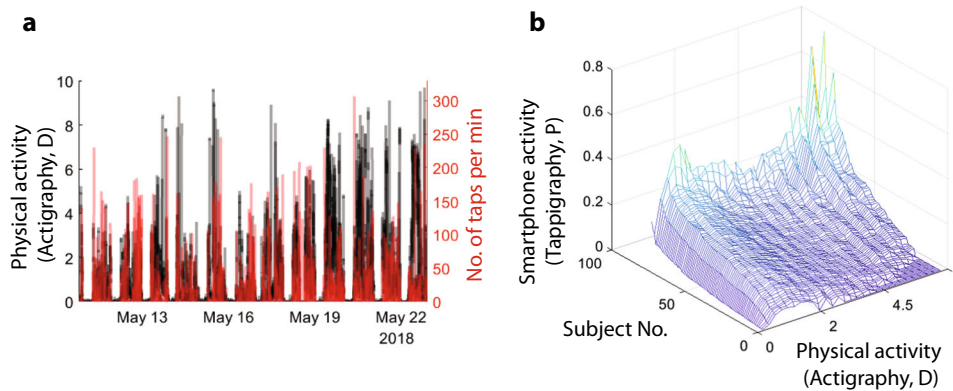 a
Physical activity
(Actigraphy, D)
10
8
6
4
2
0
300
250
200
150
100
50
0
No. of taps per min
May 13
May 16
May 19
May 22
2018
b
Smartphone activity
(Tappigraphy, P)
0.8
0.6
0.4
0.2
0
100
50
0
Subject No.
0
2
4.5
Physical activity
(Actigraphy, D)